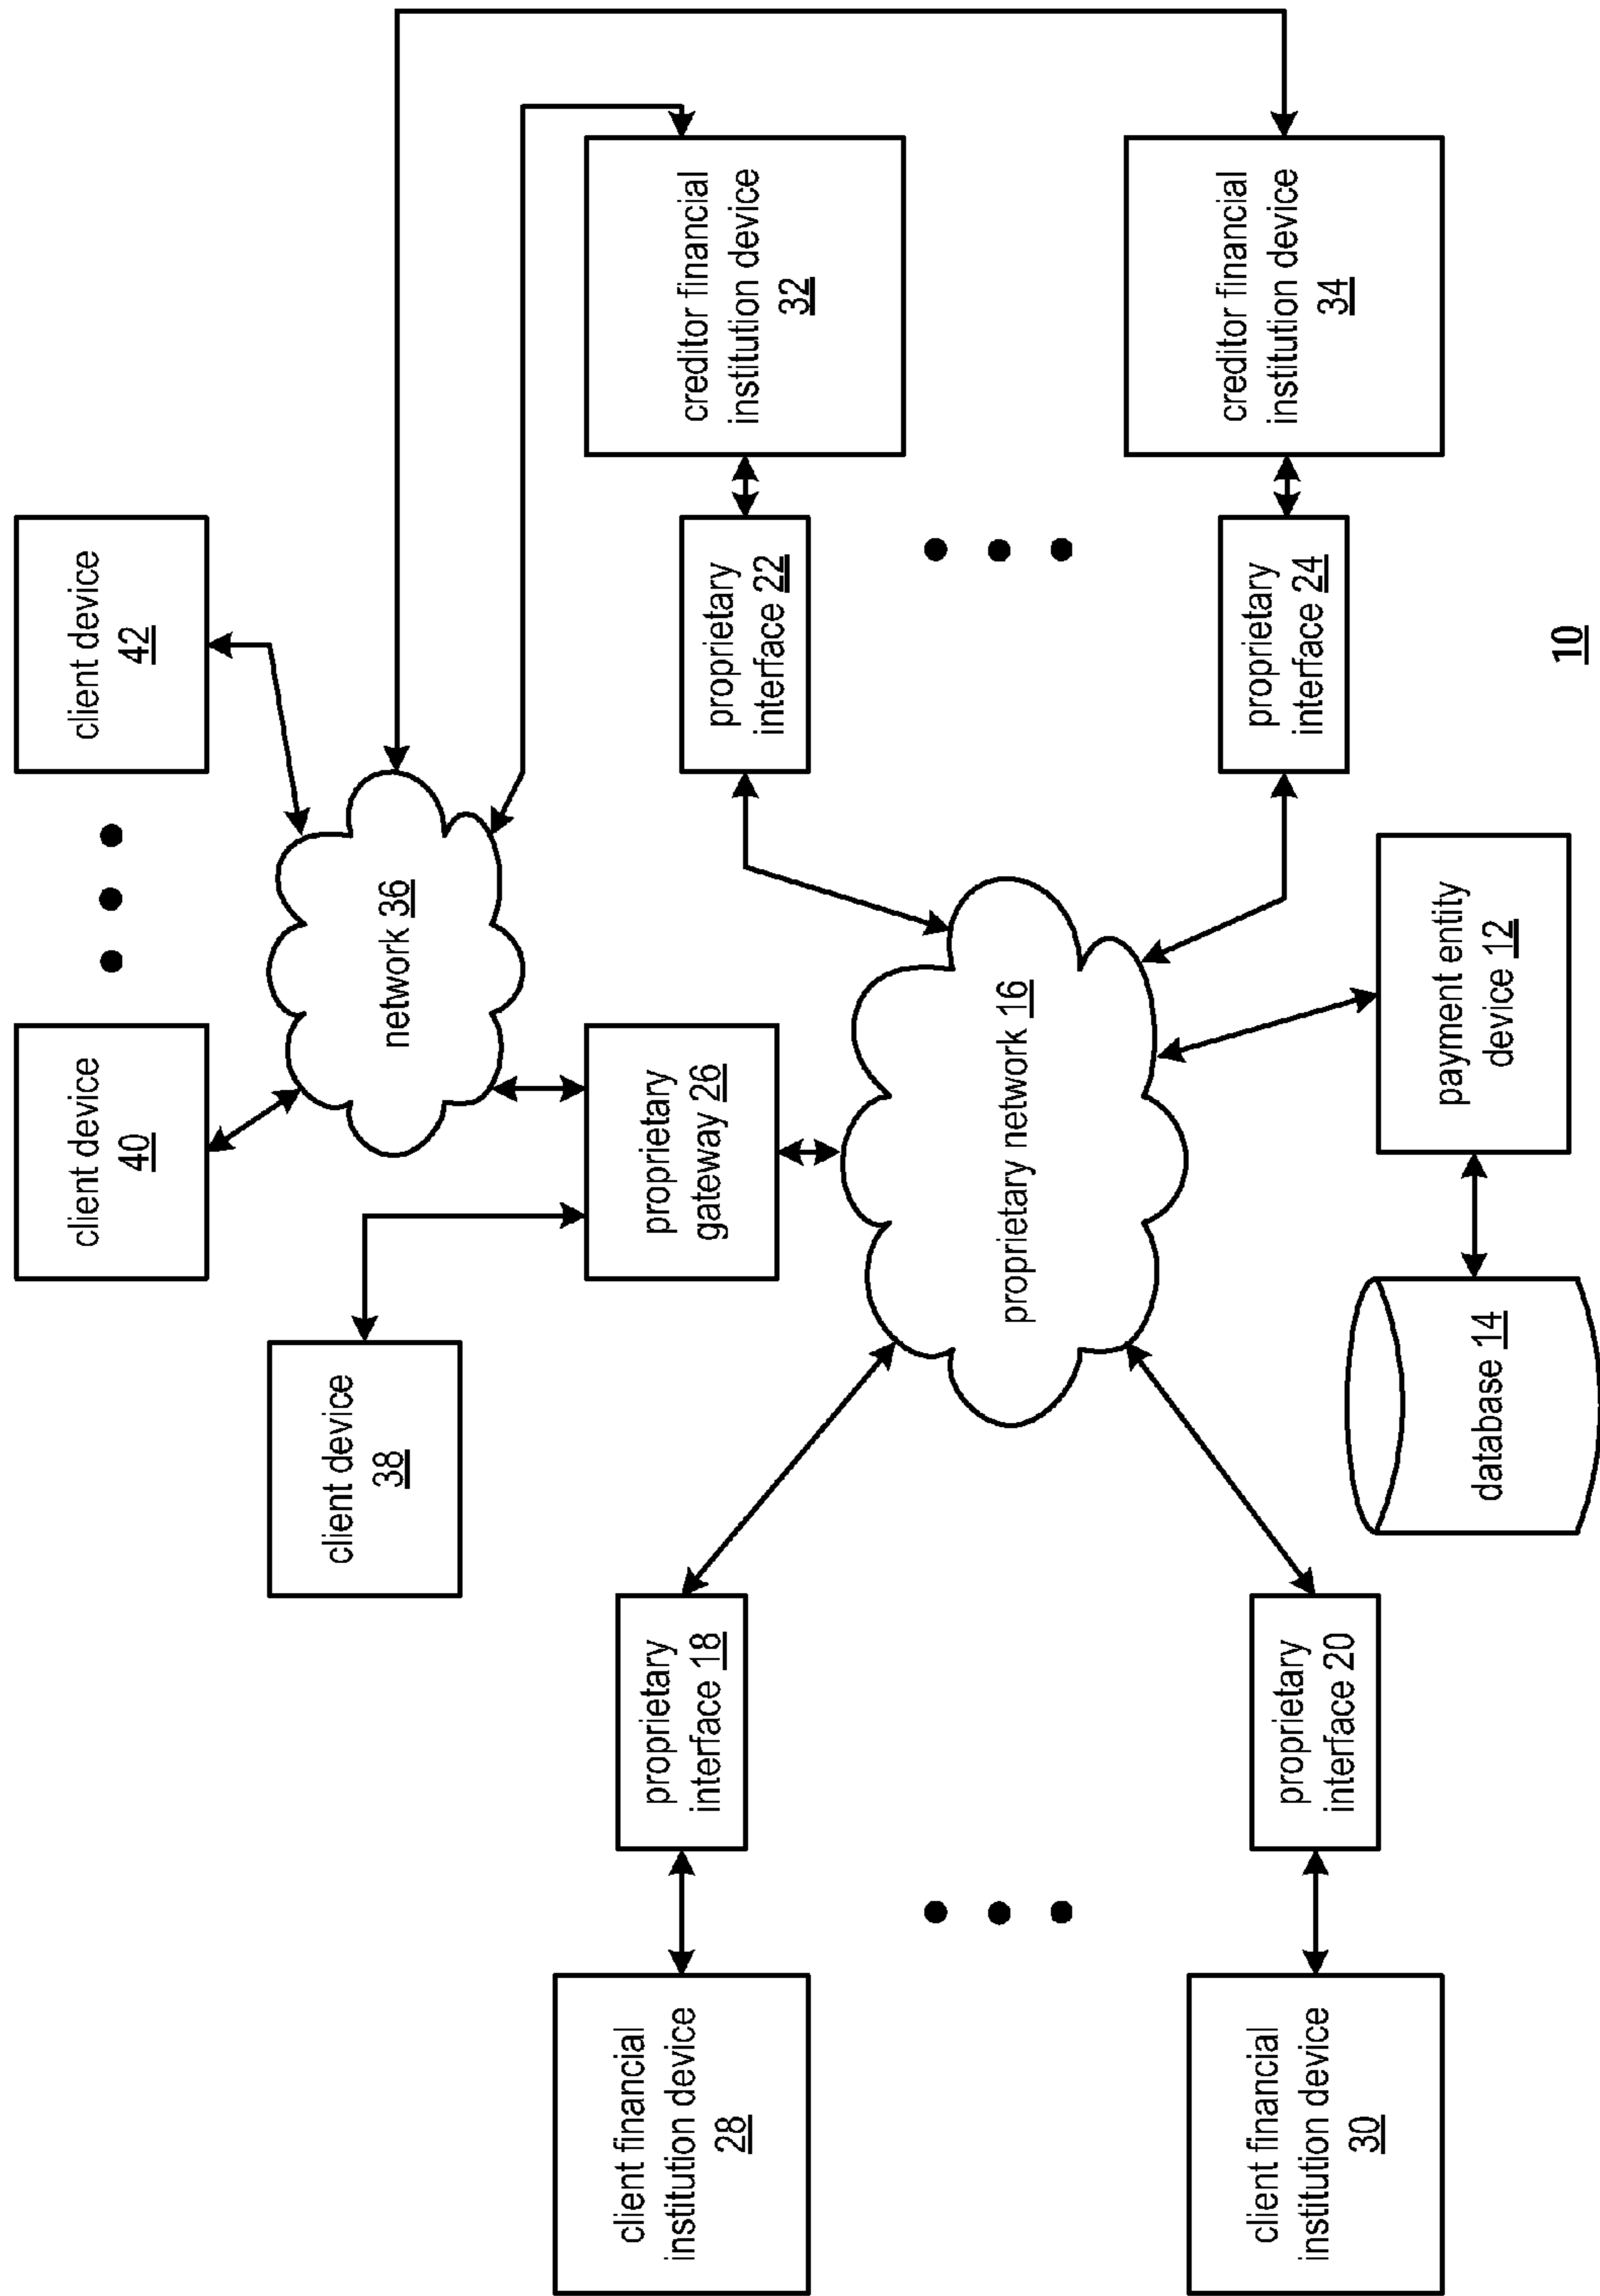 client device
40
client device
42
client device
38
network 36
proprietary
gateway 26
client financial
institution device
28
proprietary
interface 18
proprietary
interface 22
creditor financial
institution device
32
proprietary network 16
client financial
institution device
30
proprietary
interface 20
proprietary
interface 24
creditor financial
institution device
34
database 14
payment entity
device 12
10